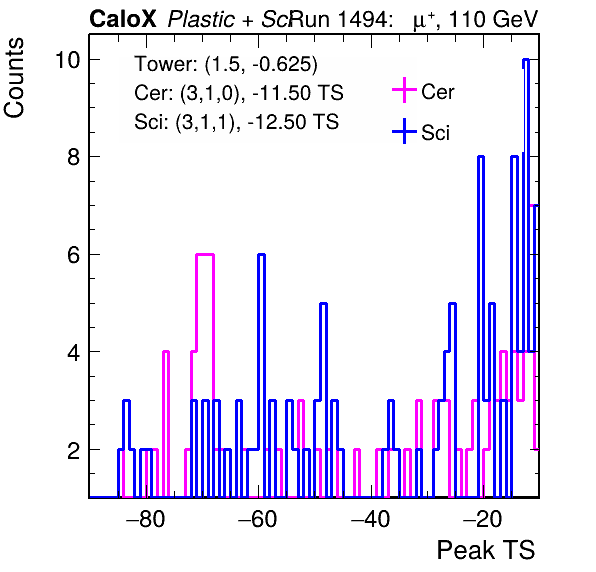 CaloX Plastic + Sci Run 1494: μ+, 110 GeV
Counts
Tower: (1.5, -0.625)
Cer: (3,1,0), -11.50 TS
Sci: (3,1,1), -12.50 TS
Cer
Sci
10
8
6
4
2
−80 −60 −40 −20
Peak TS